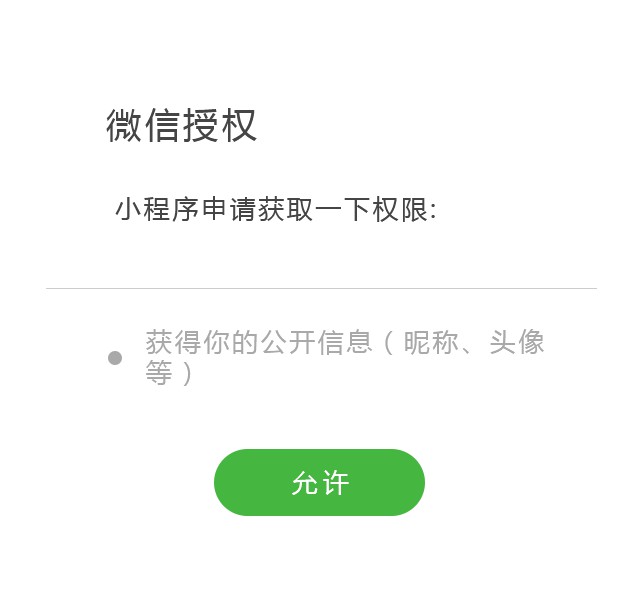 微信授权
小程序申请获取一下权限:
获得你的公开信息（昵称、头像
等）
允许